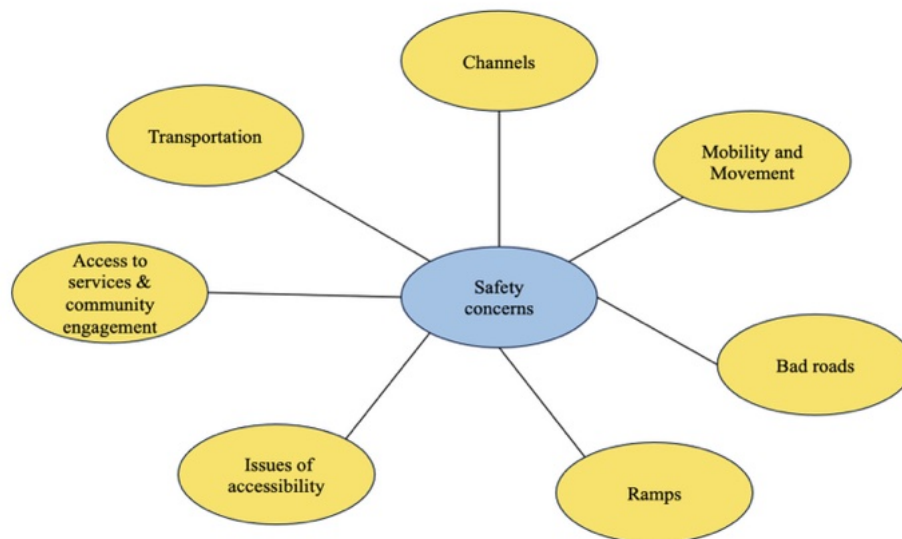 Channels
Transportation
Mobility and
Movement
Access to
services &
community
engagement
Safety
concerns
Bad roads
Issues of
accessibility
Ramps